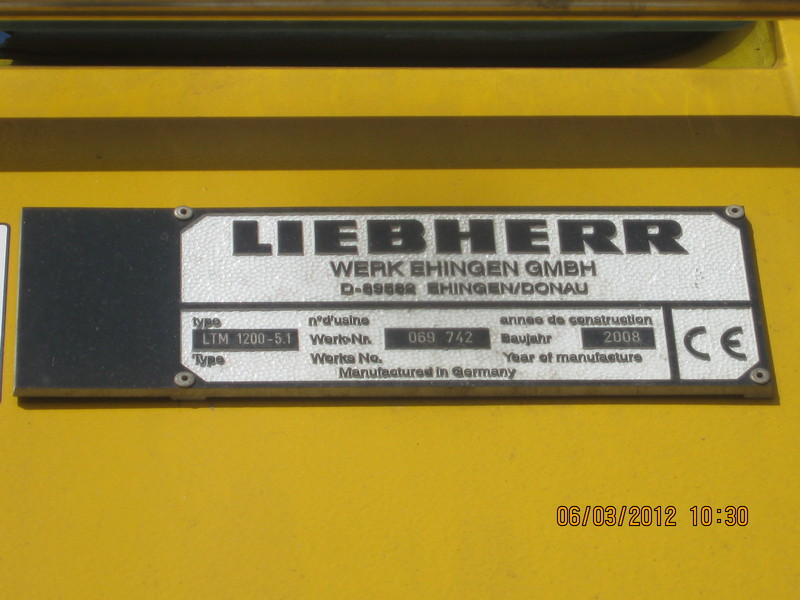 LIEBHERR
WERK EHINGEN GMBH
D-89582 EHINGEN/DONAU
type
LTM 1200-5.1
Type
n°d'usine
Werk-Nr. 069 742
Works No.
annee de construction
Baujahr 2008
Year of manufacture
Manufactured in Germany
CE
06/03/2012 10:30